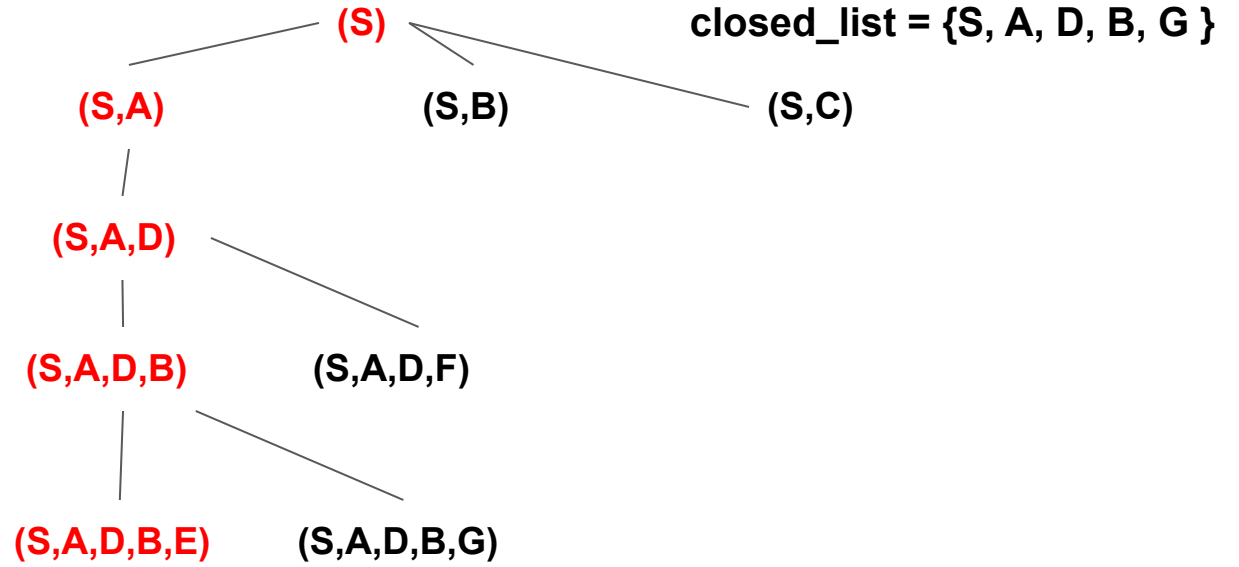 (S)
closed_list = {S, A, D, B, G }
(S,A)
(S,B)
(S,C)
(S,A,D)
(S,A,D,B)
(S,A,D,F)
(S,A,D,B,E)
(S,A,D,B,G)